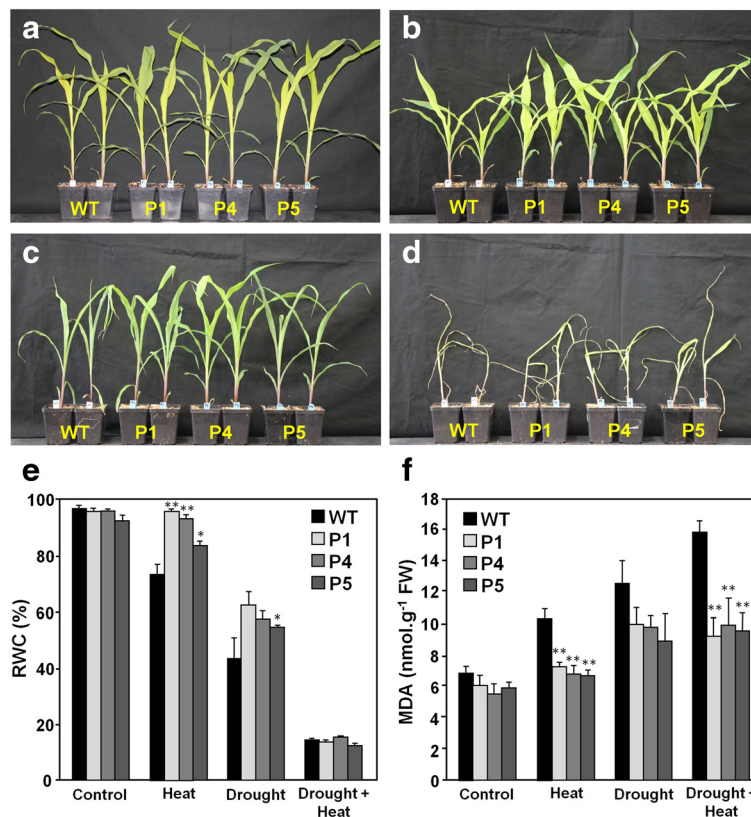 a
WT P1 P4 P5
b
WT P1 P4 P5
c
WT P1 P4 P5
d
WT P1 P4 P5
e
RWC (%)
100
80
60
40
20
0
** **
*
*
WT
P1
P4
P5
Control Heat Drought Drought +
Heat
f
MDA (nmol.g-1 FW)
18
16
14
12
10
8
6
4
2
0
WT
P1
P4
P5
** ** **
** ** **
Control Heat Drought Drought +
Heat